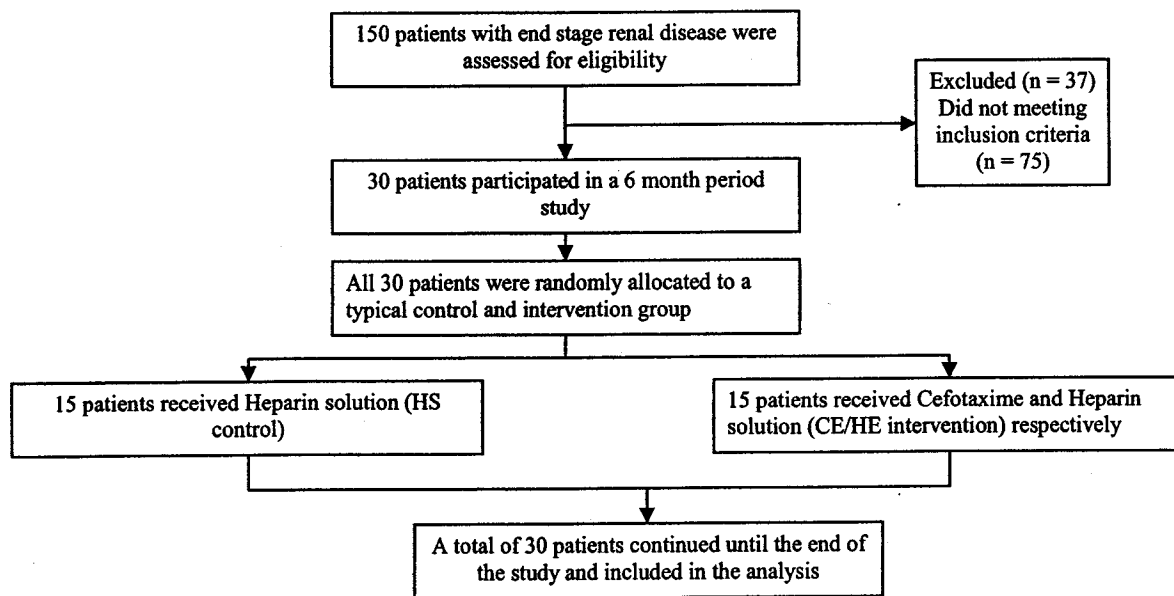 150 patients with end stage renal disease were
assessed for eligibility
Excluded (n = 37)
Did not meeting
inclusion criteria
(n = 75)
30 patients participated in a 6 month period
study
All 30 patients were randomly allocated to a
typical control and intervention group
15 patients received Heparin solution (HS
control)
15 patients received Cefotaxime and Heparin
solution (CE/HE intervention) respectively
A total of 30 patients continued until the end of
the study and included in the analysis